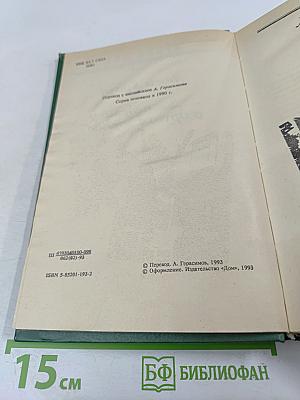 Перевод с английского А. Герасимова
Серия основана в 1990 г.
ISBN 5-85201-193-2
© Перевод. А. Герасимов, 1993
© Оформление. Издательство «Дом», 1993
15 см
БФ БИБЛИОФАН